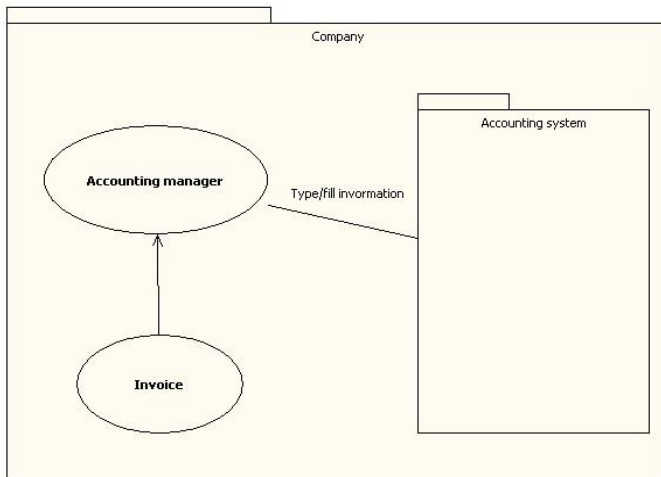 Company
Accounting system
Accounting manager
Type/fill invormation
Invoice